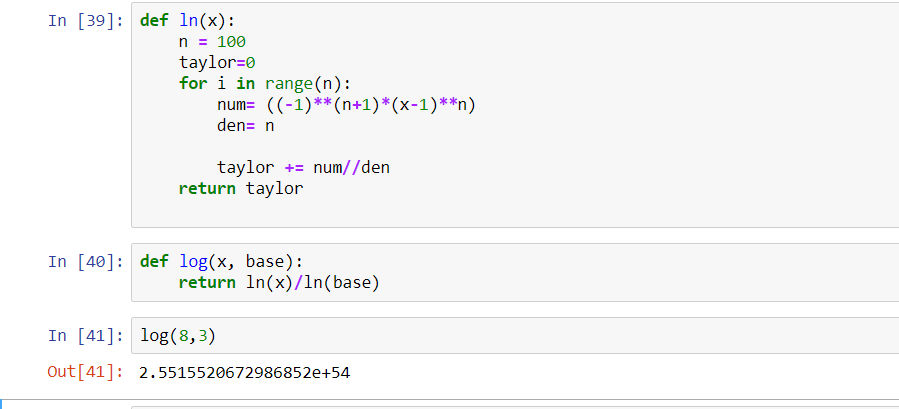 In [39]: def ln(x):
    n = 100
    taylor=0
    for i in range(n):
        num= ((-1)**(n+1)*(x-1)**n)
        den= n
        taylor += num//den
    return taylor
In [40]: def log(x, base):
    return ln(x)/ln(base)
In [41]: log(8,3)
Out[41]: 2.5515520672986852e+54